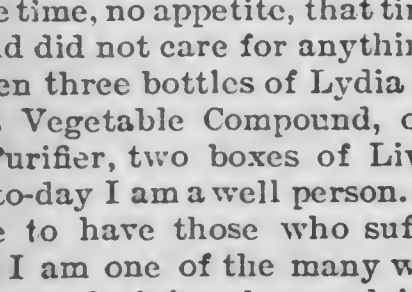 e time, no appetite, that ti
d did not care for anythin
en three bottles of Lydia
s Vegetable Compound, o
Purifier, two boxes of Liv
to-day I am a well person.
e to have those who suf
I am one of the many w